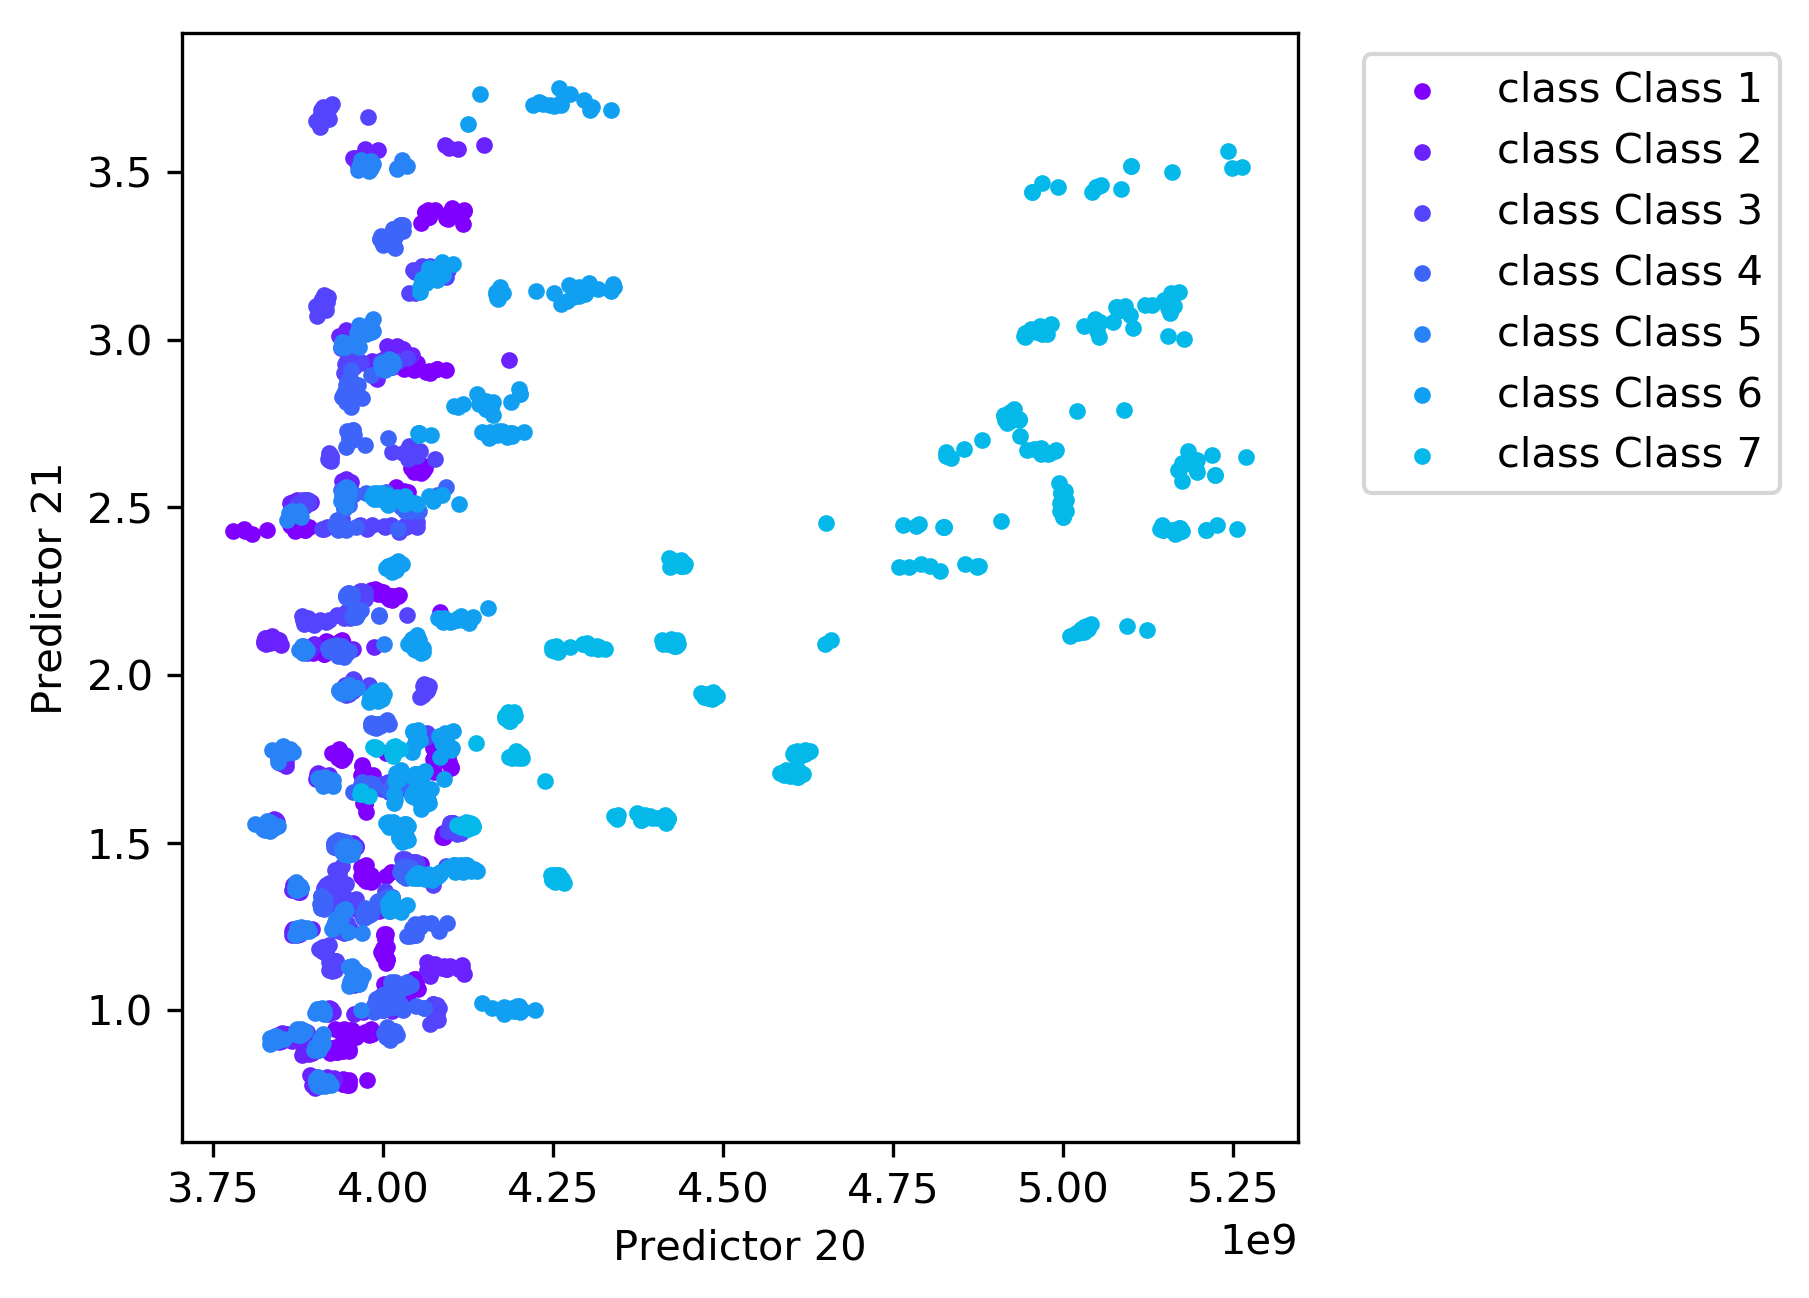 class Class 1
class Class 2
class Class 3
class Class 4
class Class 5
class Class 6
class Class 7
Predictor 21
3.5
3.0
2.5
2.0
1.5
1.0
3.75 4.00 4.25 4.50 4.75 5.00 5.25
1e9
Predictor 20